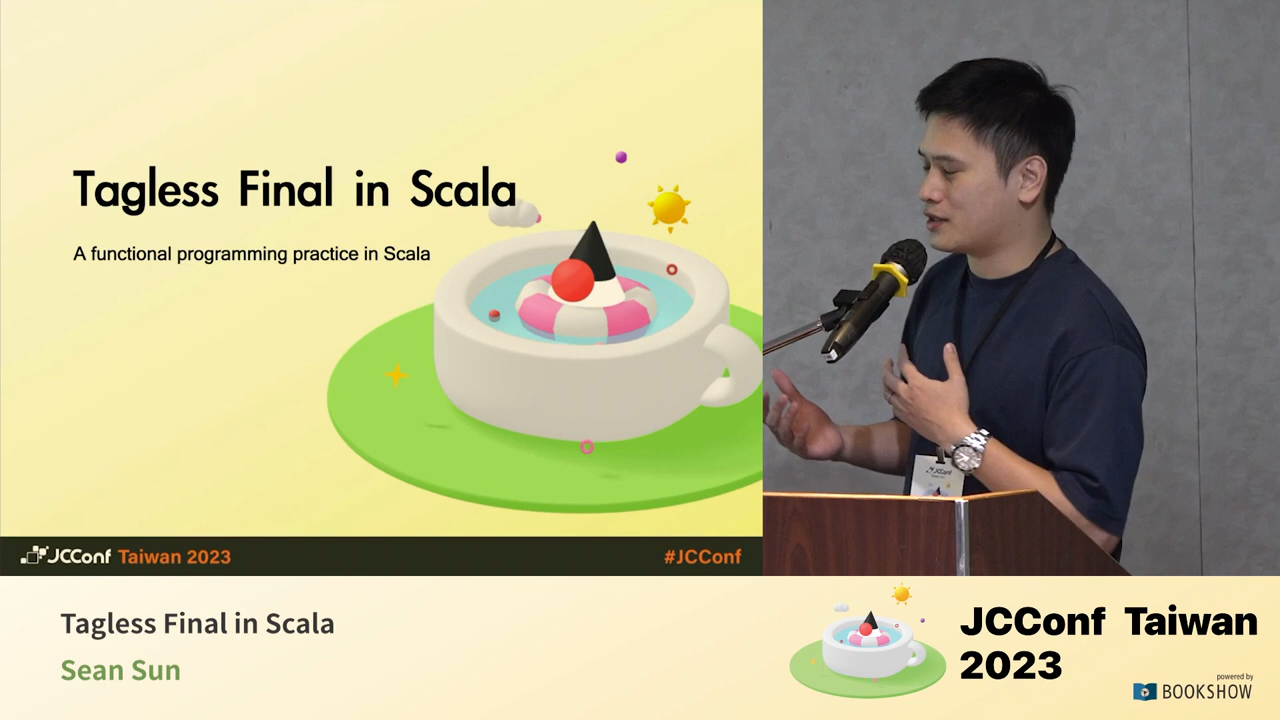 Tagless Final in Scala
A functional programming practice in Scala
JCConf Taiwan 2023
#JCConf
JCConf
Tagless Final in Scala
Sean Sun
JCConf Taiwan
2023
powered by
BOOKSHOW